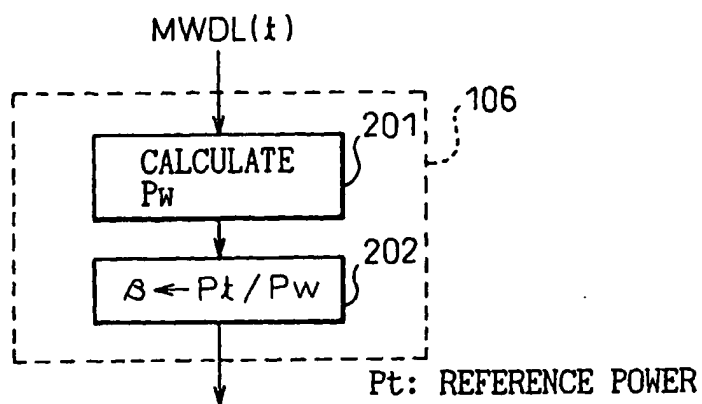 MWDL(t)
106
201
CALCULATE
Pw
202
β ← Pt / Pw
Pt: REFERENCE POWER